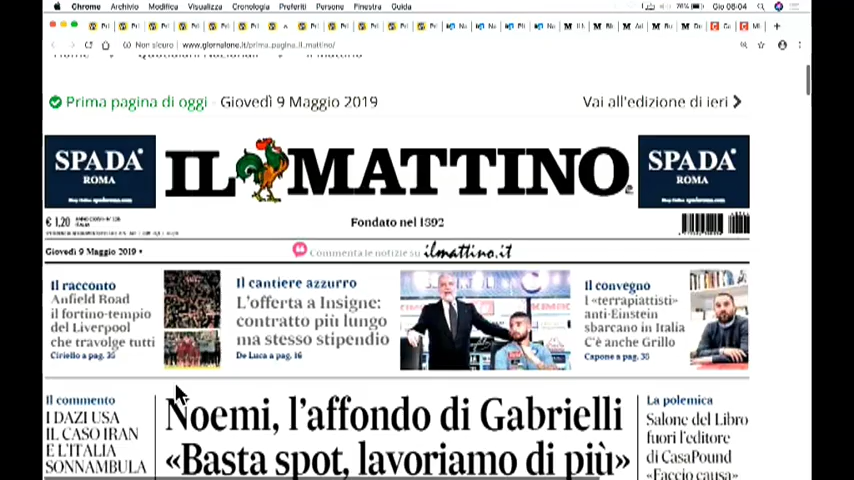 Chrome Archivio Modifica Visualizza Cronologia Preferiti Persone Finestra Guida
76% Gio 08:04
Non sicuro www.giornalone.it/prima_pagina_il_mattino/
Prima pagina di oggi - Giovedì 9 Maggio 2019
Vai all'edizione di ieri
SPADA
ROMA
IL MATTINO
SPADA
ROMA
€ 1,20
Fondato nel 1892
Giovedì 9 Maggio 2019 •
Commenta le notizie su ilmattino.it
Il racconto
Anfield Road
il fortino-tempio
del Liverpool
che travolge tutti
Ciriello a pag. 35
Il cantiere azzurro
L'offerta a Insigne:
contratto più lungo
ma stesso stipendio
De Luca a pag. 16
Il convegno
I «terrapiattisti»
anti-Einstein
sbarcano in Italia
C'è anche Grillo
Capone a pag. 38
Il commento
I DAZI USA
IL CASO IRAN
E L'ITALIA
SONNAMBULA
Noemi, l'affondo di Gabrielli
«Basta spot, lavoriamo di più»
La polemica
Salone del Libro
fuori l'editore
di CasaPound
«Faccio causa»